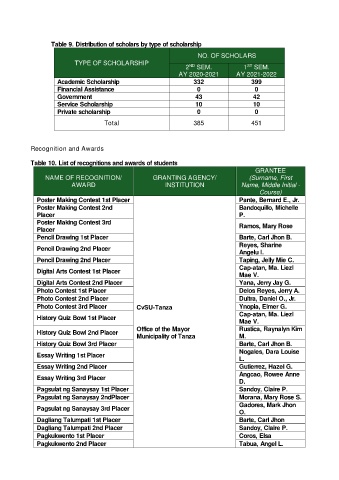 Table 9. Distribution of scholars by type of scholarship
TYPE OF SCHOLARSHIP
NO. OF SCHOLARS
2ND SEM. AY 2020-2021
1ST SEM. AY 2021-2022
Academic Scholarship 332 399
Financial Assistance 0 0
Government 43 42
Service Scholarship 10 10
Private scholarship 0 0
Total 385 451
Recognition and Awards
Table 10. List of recognitions and awards of students
NAME OF RECOGNITION/ AWARD
GRANTING AGENCY/ INSTITUTION
GRANTEE (Surname, First Name, Middle Initial - Course)
Poster Making Contest 1st Placer Pante, Bernard E., Jr.
Poster Making Contest 2nd Placer Bandoquillo, Michelle P.
Poster Making Contest 3rd Placer Ramos, Mary Rose
Pencil Drawing 1st Placer Barte, Carl Jhon B.
Pencil Drawing 2nd Placer Reyes, Sharine Angelu I.
Pencil Drawing 2nd Placer Taping, Jelly Mie C.
Digital Arts Contest 1st Placer Cap-atan, Ma. Liezl Mae V.
Digital Arts Contest 2nd Placer Yana, Jerry Jay G.
Photo Contest 1st Placer Delos Reyes, Jerry A.
Photo Contest 2nd Placer Dultra, Daniel O., Jr.
Photo Contest 3rd Placer CvSU-Tanza Ynopia, Elmer G.
History Quiz Bowl 1st Placer Cap-atan, Ma. Liezl Mae V.
History Quiz Bowl 2nd Placer Office of the Mayor Municipality of Tanza Rustica, Raynalyn Kim M.
History Quiz Bowl 3rd Placer Barte, Carl Jhon B.
Essay Writing 1st Placer Nogales, Dara Louise L.
Essay Writing 2nd Placer Gutierrez, Hazel G.
Essay Writing 3rd Placer Angcao, Rowee Anne D.
Pagsulat ng Sanaysay 1st Placer Sandoy, Claire P.
Pagsulat ng Sanaysay 2ndPlacer Morana, Mary Rose S.
Pagsulat ng Sanaysay 3rd Placer Gadores, Mark Jhon O.
Dagliang Talumpati 1st Placer Barte, Carl Jhon
Dagliang Talumpati 2nd Placer Sandoy, Claire P.
Pagkukwento 1st Placer Coros, Elsa
Pagkukwento 2nd Placer Tabua, Angel L.